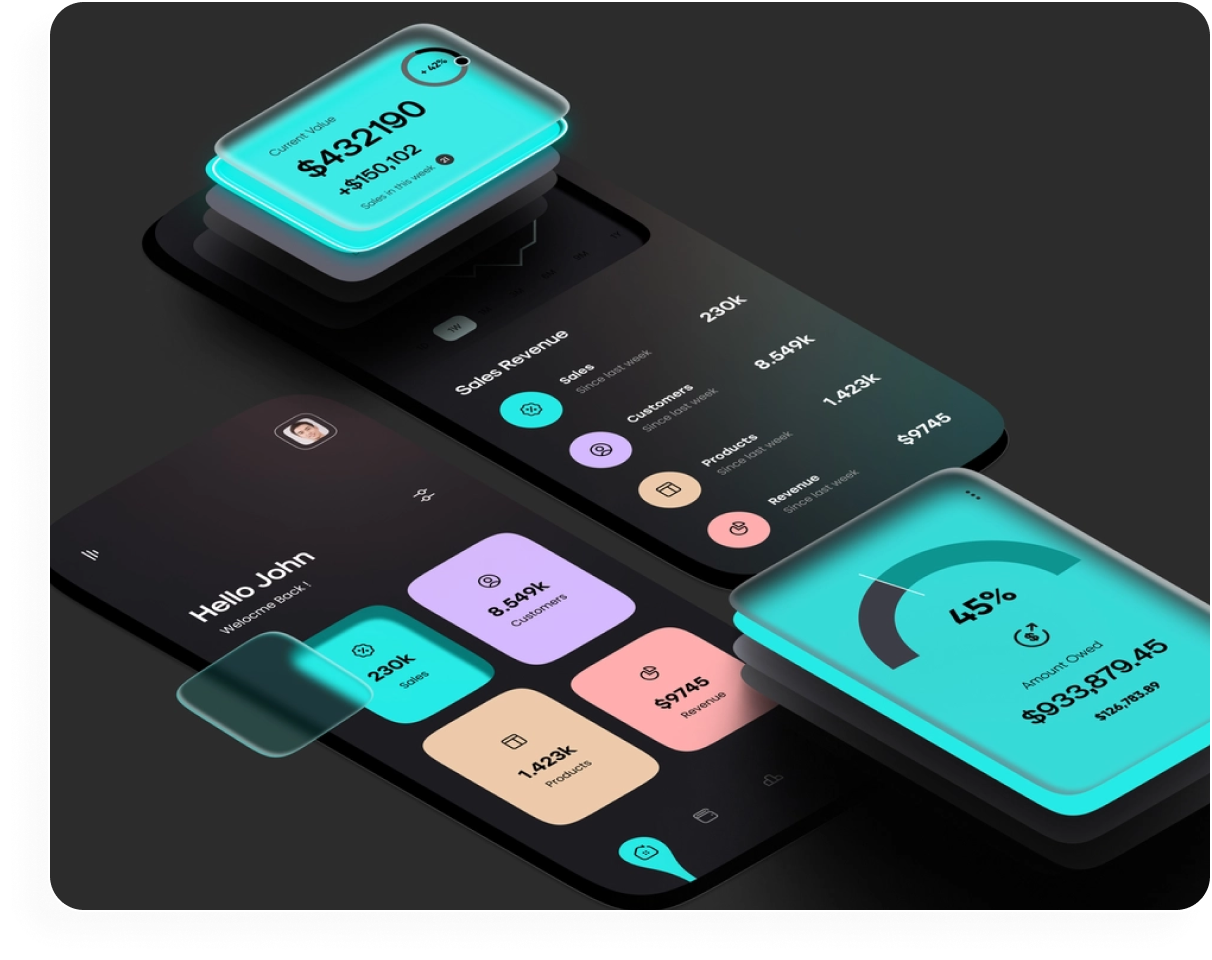 + 42%
Current Value
$432190
+$150,102
Sales in this week 21
1W
Sales Revenue
Sales
Since last week
230k
Customers
Since last week
8.549k
Products
Since last week
1.423k
Revenue
Since last week
$9745
Hello John
Welocme Back !
230k
Sales
8.549k
Customers
1.423k
Products
$9745
Revenue
45%
Amount Owed
$933,879.45
$126,783.89